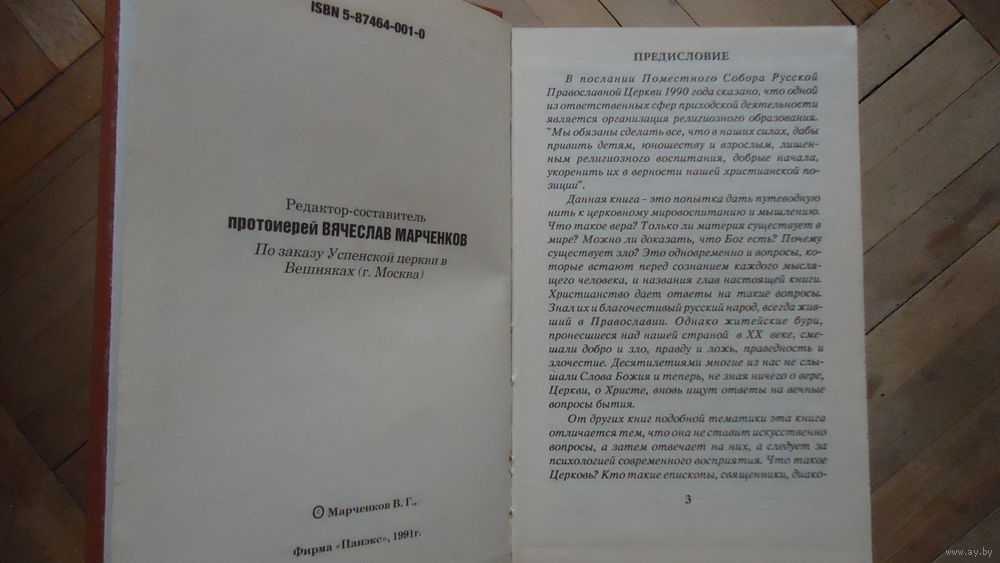 ISBN 5-87464-001-0
Редактор-составитель
протоиерей ВЯЧЕСЛАВ МАРЧЕНКОВ
По заказу Успенской церкви в
Вешняках (г. Москва)
© Марченков В. Г.,
Фирма «Панэкс», 1991г.
ПРЕДИСЛОВИЕ
В послании Поместного Собора Русской
Православной Церкви 1990 года сказано, что одной
из ответственных сфер приходской деятельности
является организация религиозного образования.
"Мы обязаны сделать все, что в наших силах, дабы
привить детям, юношеству и взрослым, лишен-
ным религиозного воспитания, добрые начала,
укоренить их в верности нашей христианской по-
зиции".
Данная книга - это попытка дать путеводную
нить к церковному мировоспитанию и мышлению.
Что такое вера? Только ли материя существует в
мире? Можно ли доказать, что Бог есть? Почему
существует зло? Это одновременно и вопросы, ко-
торые встают перед сознанием каждого мысля-
щего человека, и названия глав настоящей книги.
Христианство дает ответы на такие вопросы.
Знал их и благочестивый русский народ, всегда жив-
ший в Православии. Однако житейские бури,
пронесшиеся над нашей страной в XX веке, сме-
шали добро и зло, правду и ложь, праведность и
злочестие. Десятилетиями многие из нас не слы-
шали Слова Божия и теперь, не зная ничего о вере,
Церкви, о Христе, вновь ищут ответы на вечные
вопросы бытия.
От других книг подобной тематики эта книга
отличается тем, что она не ставит искусственно
вопросы, а затем отвечает на них, а следует за
психологией современного восприятия. Что такое
Церковь? Кто такие епископы, священники, диако-
3
www.ay.by